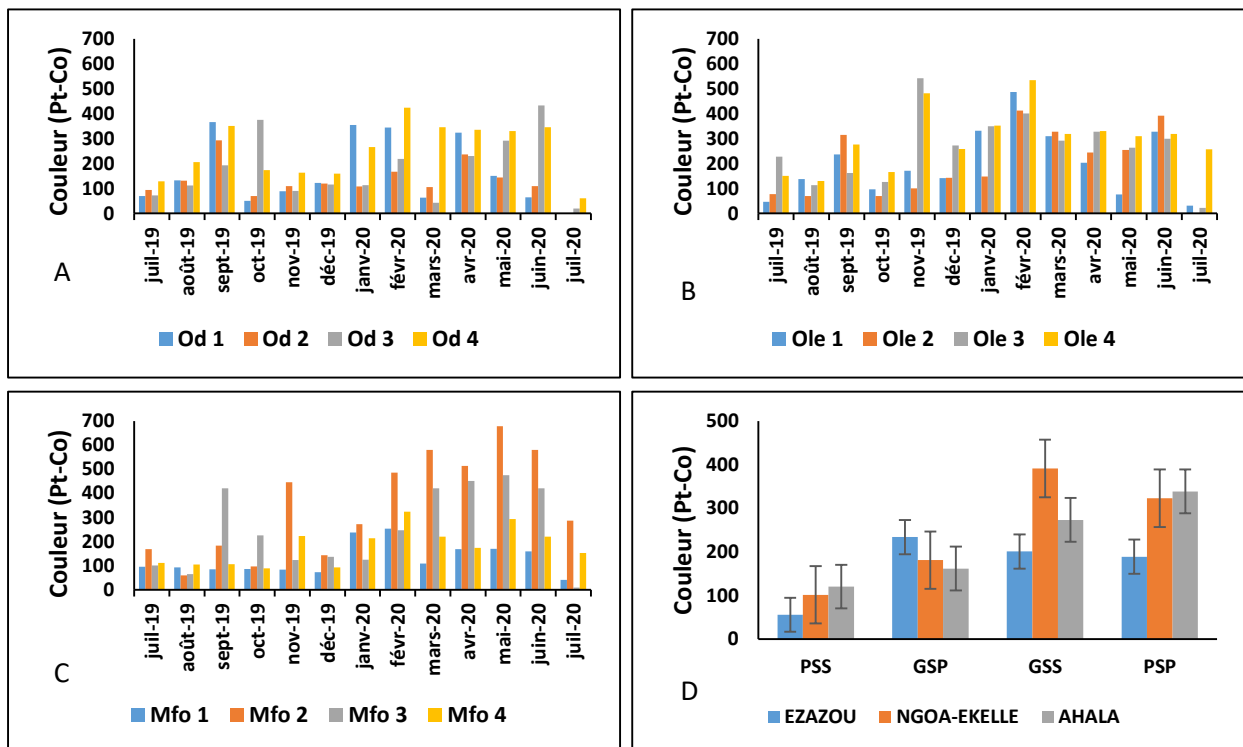 700
600
500
400
300
200
100
0
Couleur (Pt-Co)
juil-19
août-19
sept-19
oct-19
nov-19
déc-19
janv-20
févr-20
mars-20
avr-20
mai-20
juin-20
juil-20
A
Od 1 Od 2 Od 3 Od 4
700
600
500
400
300
200
100
0
Couleur (Pt-Co)
juil-19
août-19
sept-19
oct-19
nov-19
déc-19
janv-20
févr-20
mars-20
avr-20
mai-20
juin-20
juil-20
B
Ole 1 Ole 2 Ole 3 Ole 4
700
600
500
400
300
200
100
0
Couleur (Pt-Co)
juil-19
août-19
sept-19
oct-19
nov-19
déc-19
janv-20
févr-20
mars-20
avr-20
mai-20
juin-20
juil-20
C
Mfo 1 Mfo 2 Mfo 3 Mfo 4
500
400
300
200
100
0
Couleur (Pt-Co)
PSS GSP GSS PSP
D
EZAZOU NGOA-EKELLE AHALA